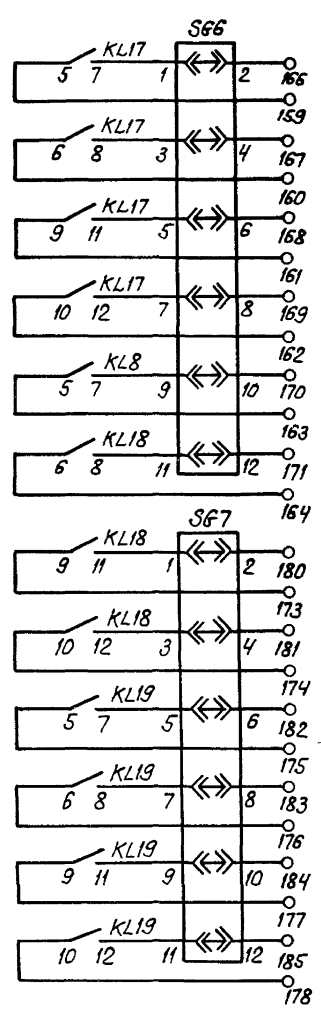 SG6
KL17
5 7 1 2 166
159
KL17
6 8 3 4 167
160
KL17
9 11 5 6 168
161
KL17
10 12 7 8 169
162
KL8
5 7 9 10 170
163
KL18
6 8 11 12 171
164
SG7
KL18
9 11 1 2 180
173
KL18
10 12 3 4 181
174
KL19
5 7 5 6 182
175
KL19
6 8 7 8 183
176
KL19
9 11 9 10 184
177
KL19
10 12 11 12 185
178